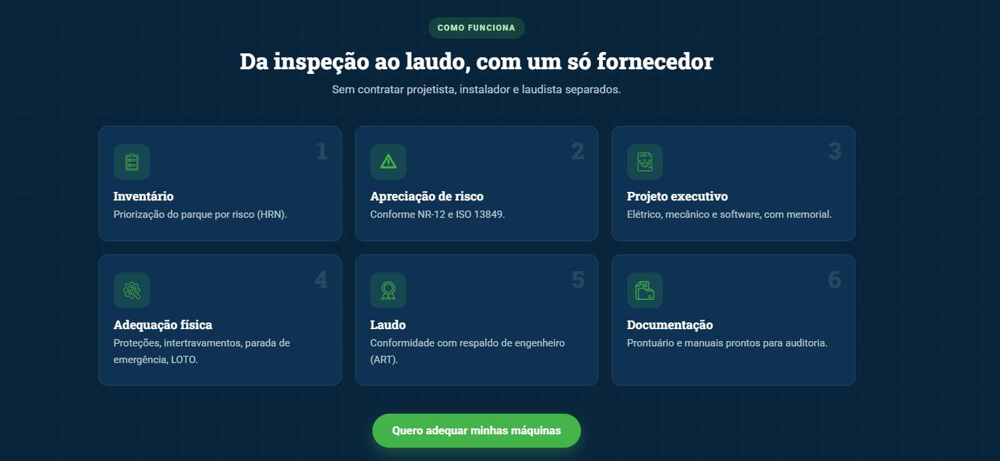 COMO FUNCIONA
Da inspeção ao laudo, com um só fornecedor
Sem contratar projetista, instalador e laudista separados.
1
Inventário
Priorização do parque por risco (HRN).
2
Apreciação de risco
Conforme NR-12 e ISO 13849.
3
Projeto executivo
Elétrico, mecânico e software, com memorial.
4
Adequação física
Proteções, intertravamentos, parada de
emergência, LOTO.
5
Laudo
Conformidade com respaldo de engenheiro
(ART).
6
Documentação
Prontuário e manuais prontos para auditoria.
Quero adequar minhas máquinas